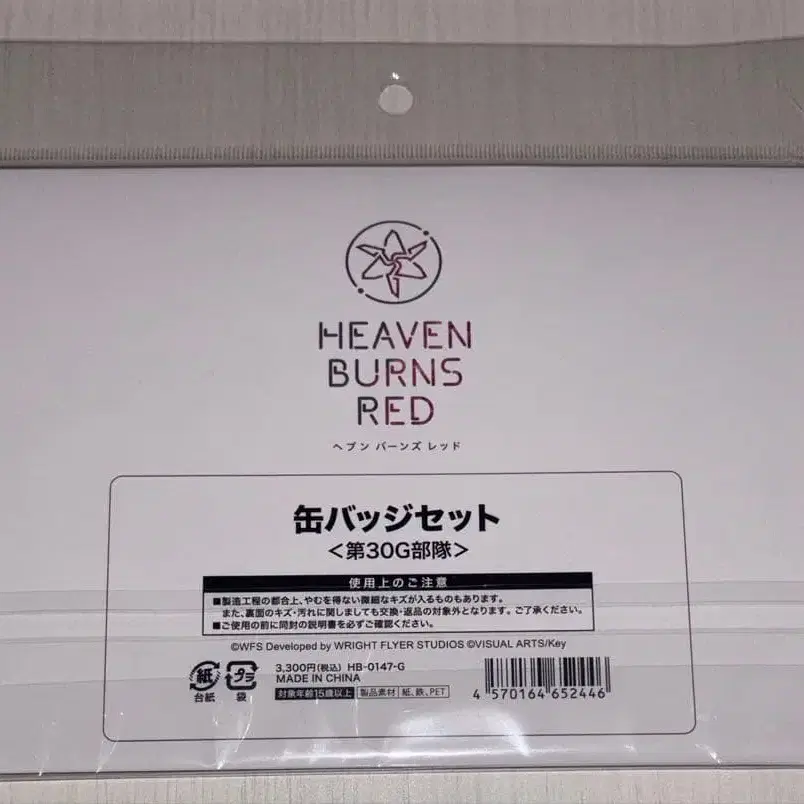 HEAVEN
BURNS
RED
ヘブン バーンズ レッド
缶バッジセット
＜第30G部隊＞
使用上のご注意
■製造工程の都合上、やむを得ない微細なキズが入るものもあります。
また、裏面のキズ・汚れに関しましても交換・返品の対象外となります。ご了承ください。
■ご使用の前に同封の説明書を必ずご確認ください。
©WFS Developed by WRIGHT FLYER STUDIOS ©VISUAL ARTS/Key
紙
台紙
プラ
袋
3,300円(税込) HB-0147-G
MADE IN CHINA
対象年齢15歳以上 製品素材 紙、鉄、PET
4 570164 652446